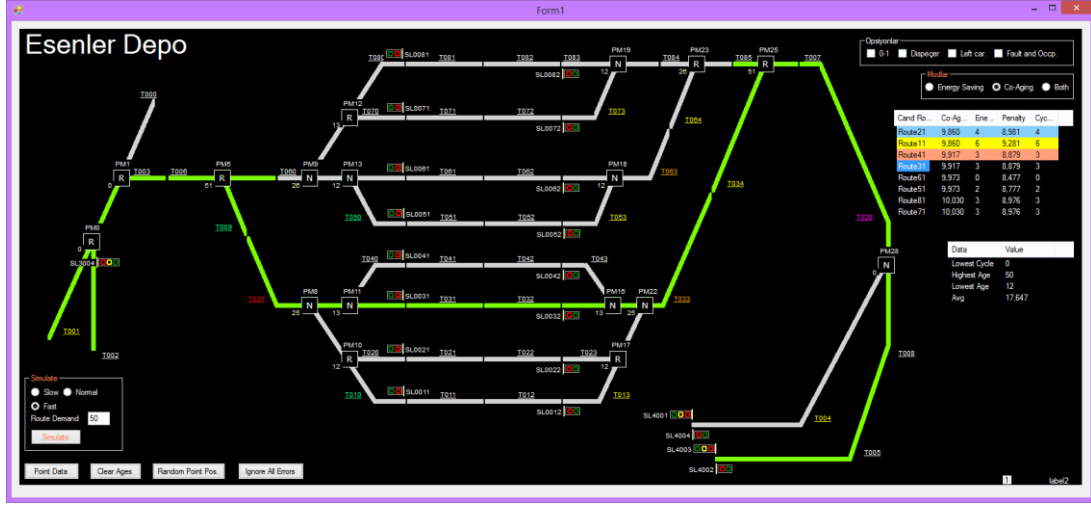 Form1
Esenler Depo
T080 SL0081 T081 T082 T083 PM19 T084 PM23 T085 PM25 T007
SL0082 12 N 26 R 51 R
Opsiyonlar
0-1 Dispeçer Left car. Fault and Occp.
Modlar
Energy Saving Co-Aging Both
T000
PM12 T070 SL0071 T071 T072 T073 T064
13 R SL0072
Cand Ro... Co-Ag... Ene... Penalty Cyc...
Route21 9,860 4 8,981 4
Route11 9,860 6 9,281 6
Route41 9,917 3 8,879 3
Route31 9,917 3 8,879 3
Route61 9,973 0 8,477 0
Route51 9,973 2 8,777 2
Route81 10,030 3 8,976 3
Route71 10,030 3 8,976 3
PM1 T003 T006 PM5 T060 PM9 PM13 SL0061 T061 T062 PM18 T063
0 R 51 R 26 N 12 N SL0062 12 N
T034
T050 SL0051 T051 T052 T053
SL0052
T009
T028
PM0
0 R
SL3004
T040 SL0041 T041 T042 T043
SL0042
PM28
0 N
Data Value
Lowest Cycle 0
Highest Age 50
Lowest Age 12
Avg 17,647
T030 PM8 PM11 SL0031 T031 T032 PM16 PM22 T033
25 N 13 N SL0032 13 N 25 N
T001
T002
PM10 T020 SL0021 T021 T022 T023 PM17
12 R SL0022 12 R
T008
T010 SL0011 T011 T012 T013
SL0012
Simulate
Slow Normal
Fast
Route Demand 50
Simulate
SL4001 T004
SL4004
SL4003 T005
SL4002
Point Data Clear Ages Random Point Pos. Ignore All Errors
1 label2